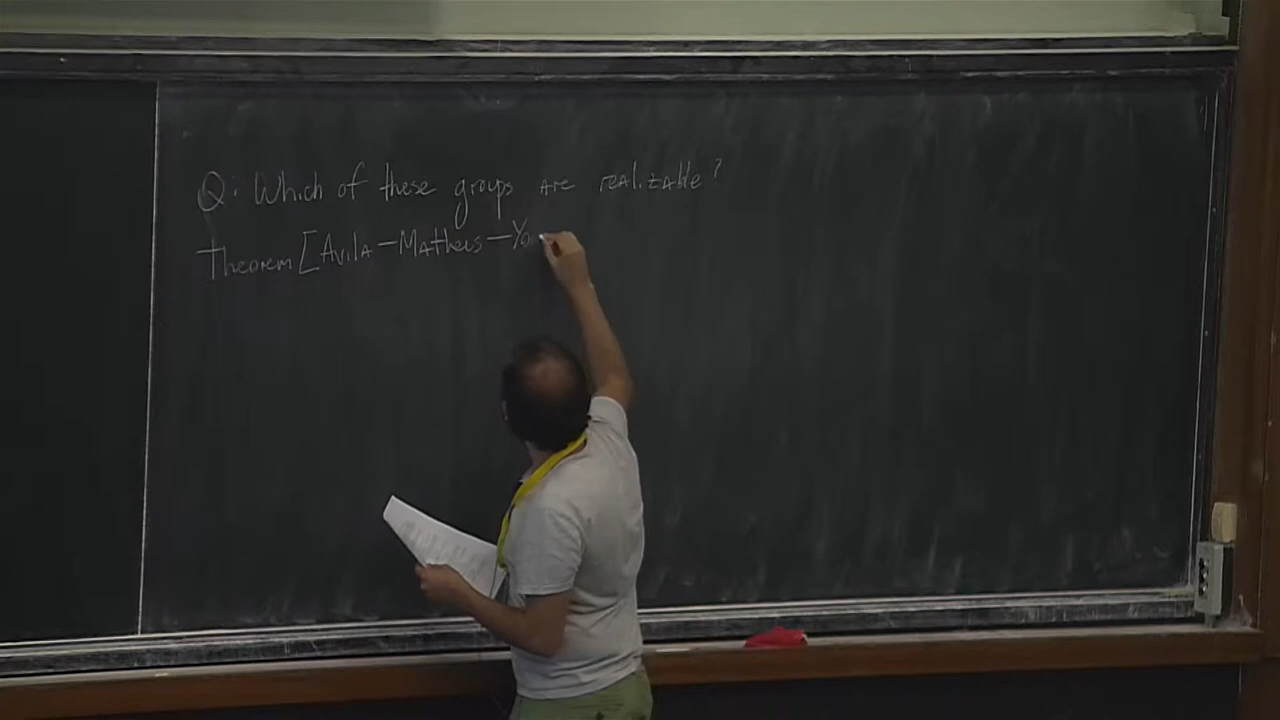 Q: Which of these groups are realizable?
Theorem [Avila-Matheus-Yo